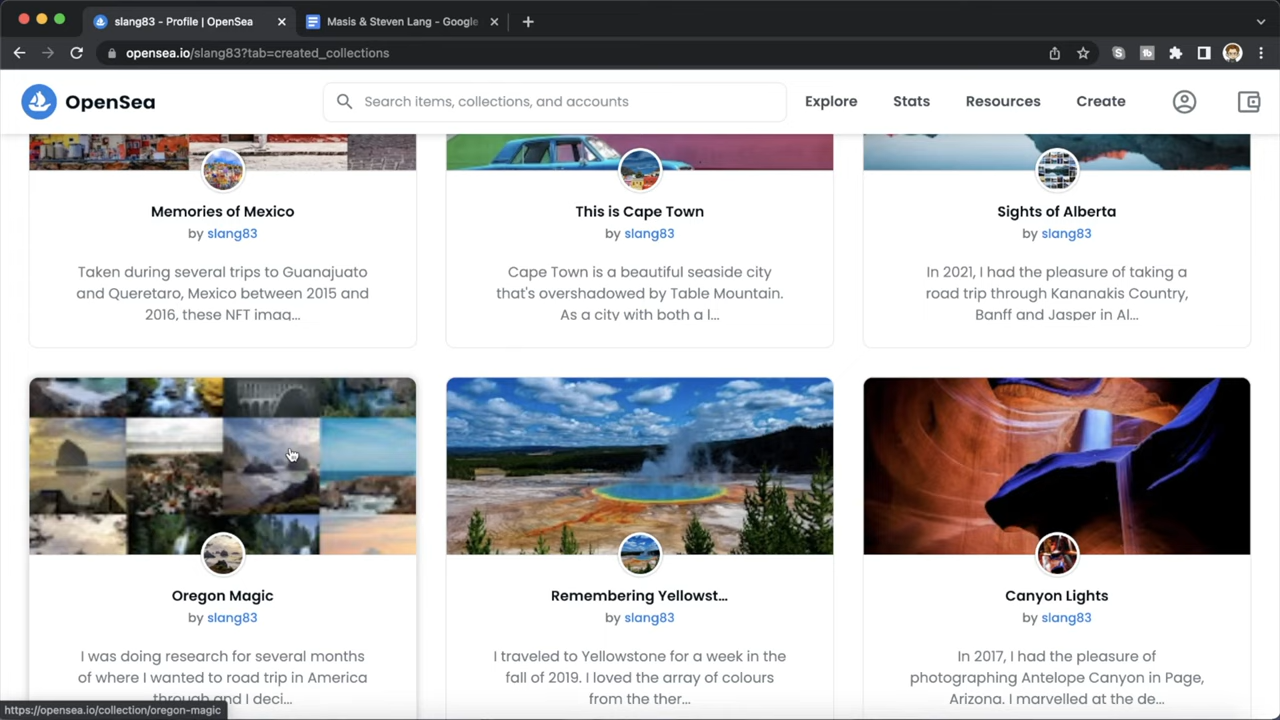 slang83 - Profile | OpenSea
Masis & Steven Lang - Google
opensea.io/slang83?tab=created_collections
OpenSea
Search items, collections, and accounts
Explore
Stats
Resources
Create
Memories of Mexico
by slang83
Taken during several trips to Guanajuato
and Queretaro, Mexico between 2015 and
2016, these NFT imag...
This is Cape Town
by slang83
Cape Town is a beautiful seaside city
that's overshadowed by Table Mountain.
As a city with both a l...
Sights of Alberta
by slang83
In 2021, I had the pleasure of taking a
road trip through Kananakis Country,
Banff and Jasper in Al...
Oregon Magic
by slang83
I was doing research for several months
of where I wanted to road trip in America
through and I deci...
Remembering Yellowst...
by slang83
I traveled to Yellowstone for a week in the
fall of 2019. I loved the array of colours
from the ther...
Canyon Lights
by slang83
In 2017, I had the pleasure of
photographing Antelope Canyon in Page,
Arizona. I marvelled at the de...
https://opensea.io/collection/oregon-magic